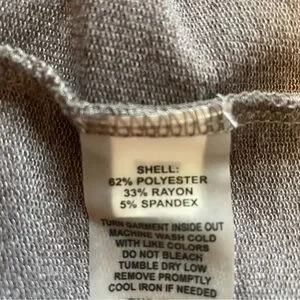 SHELL:
62% POLYESTER
33% RAYON
5% SPANDEX
TURN GARMENT INSIDE OUT
MACHINE WASH COLD
WITH LIKE COLORS
DO NOT BLEACH
TUMBLE DRY LOW
REMOVE PROMPTLY
COOL IRON IF NEEDED